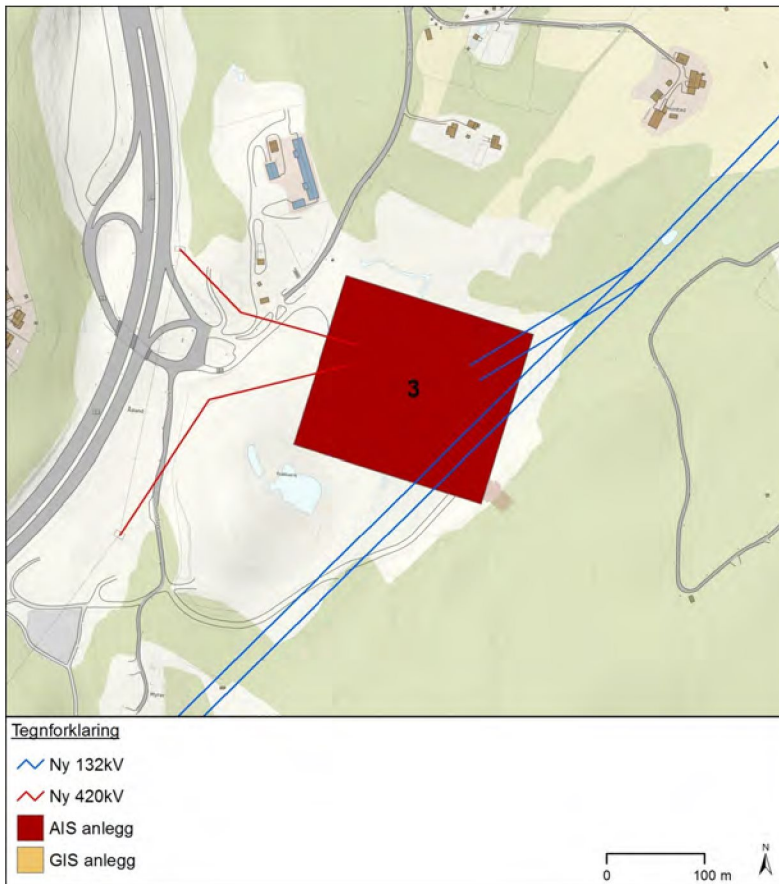 3
Tegnforklaring
Ny 132kV
Ny 420kV
AIS anlegg
GIS anlegg
N
0
100 m